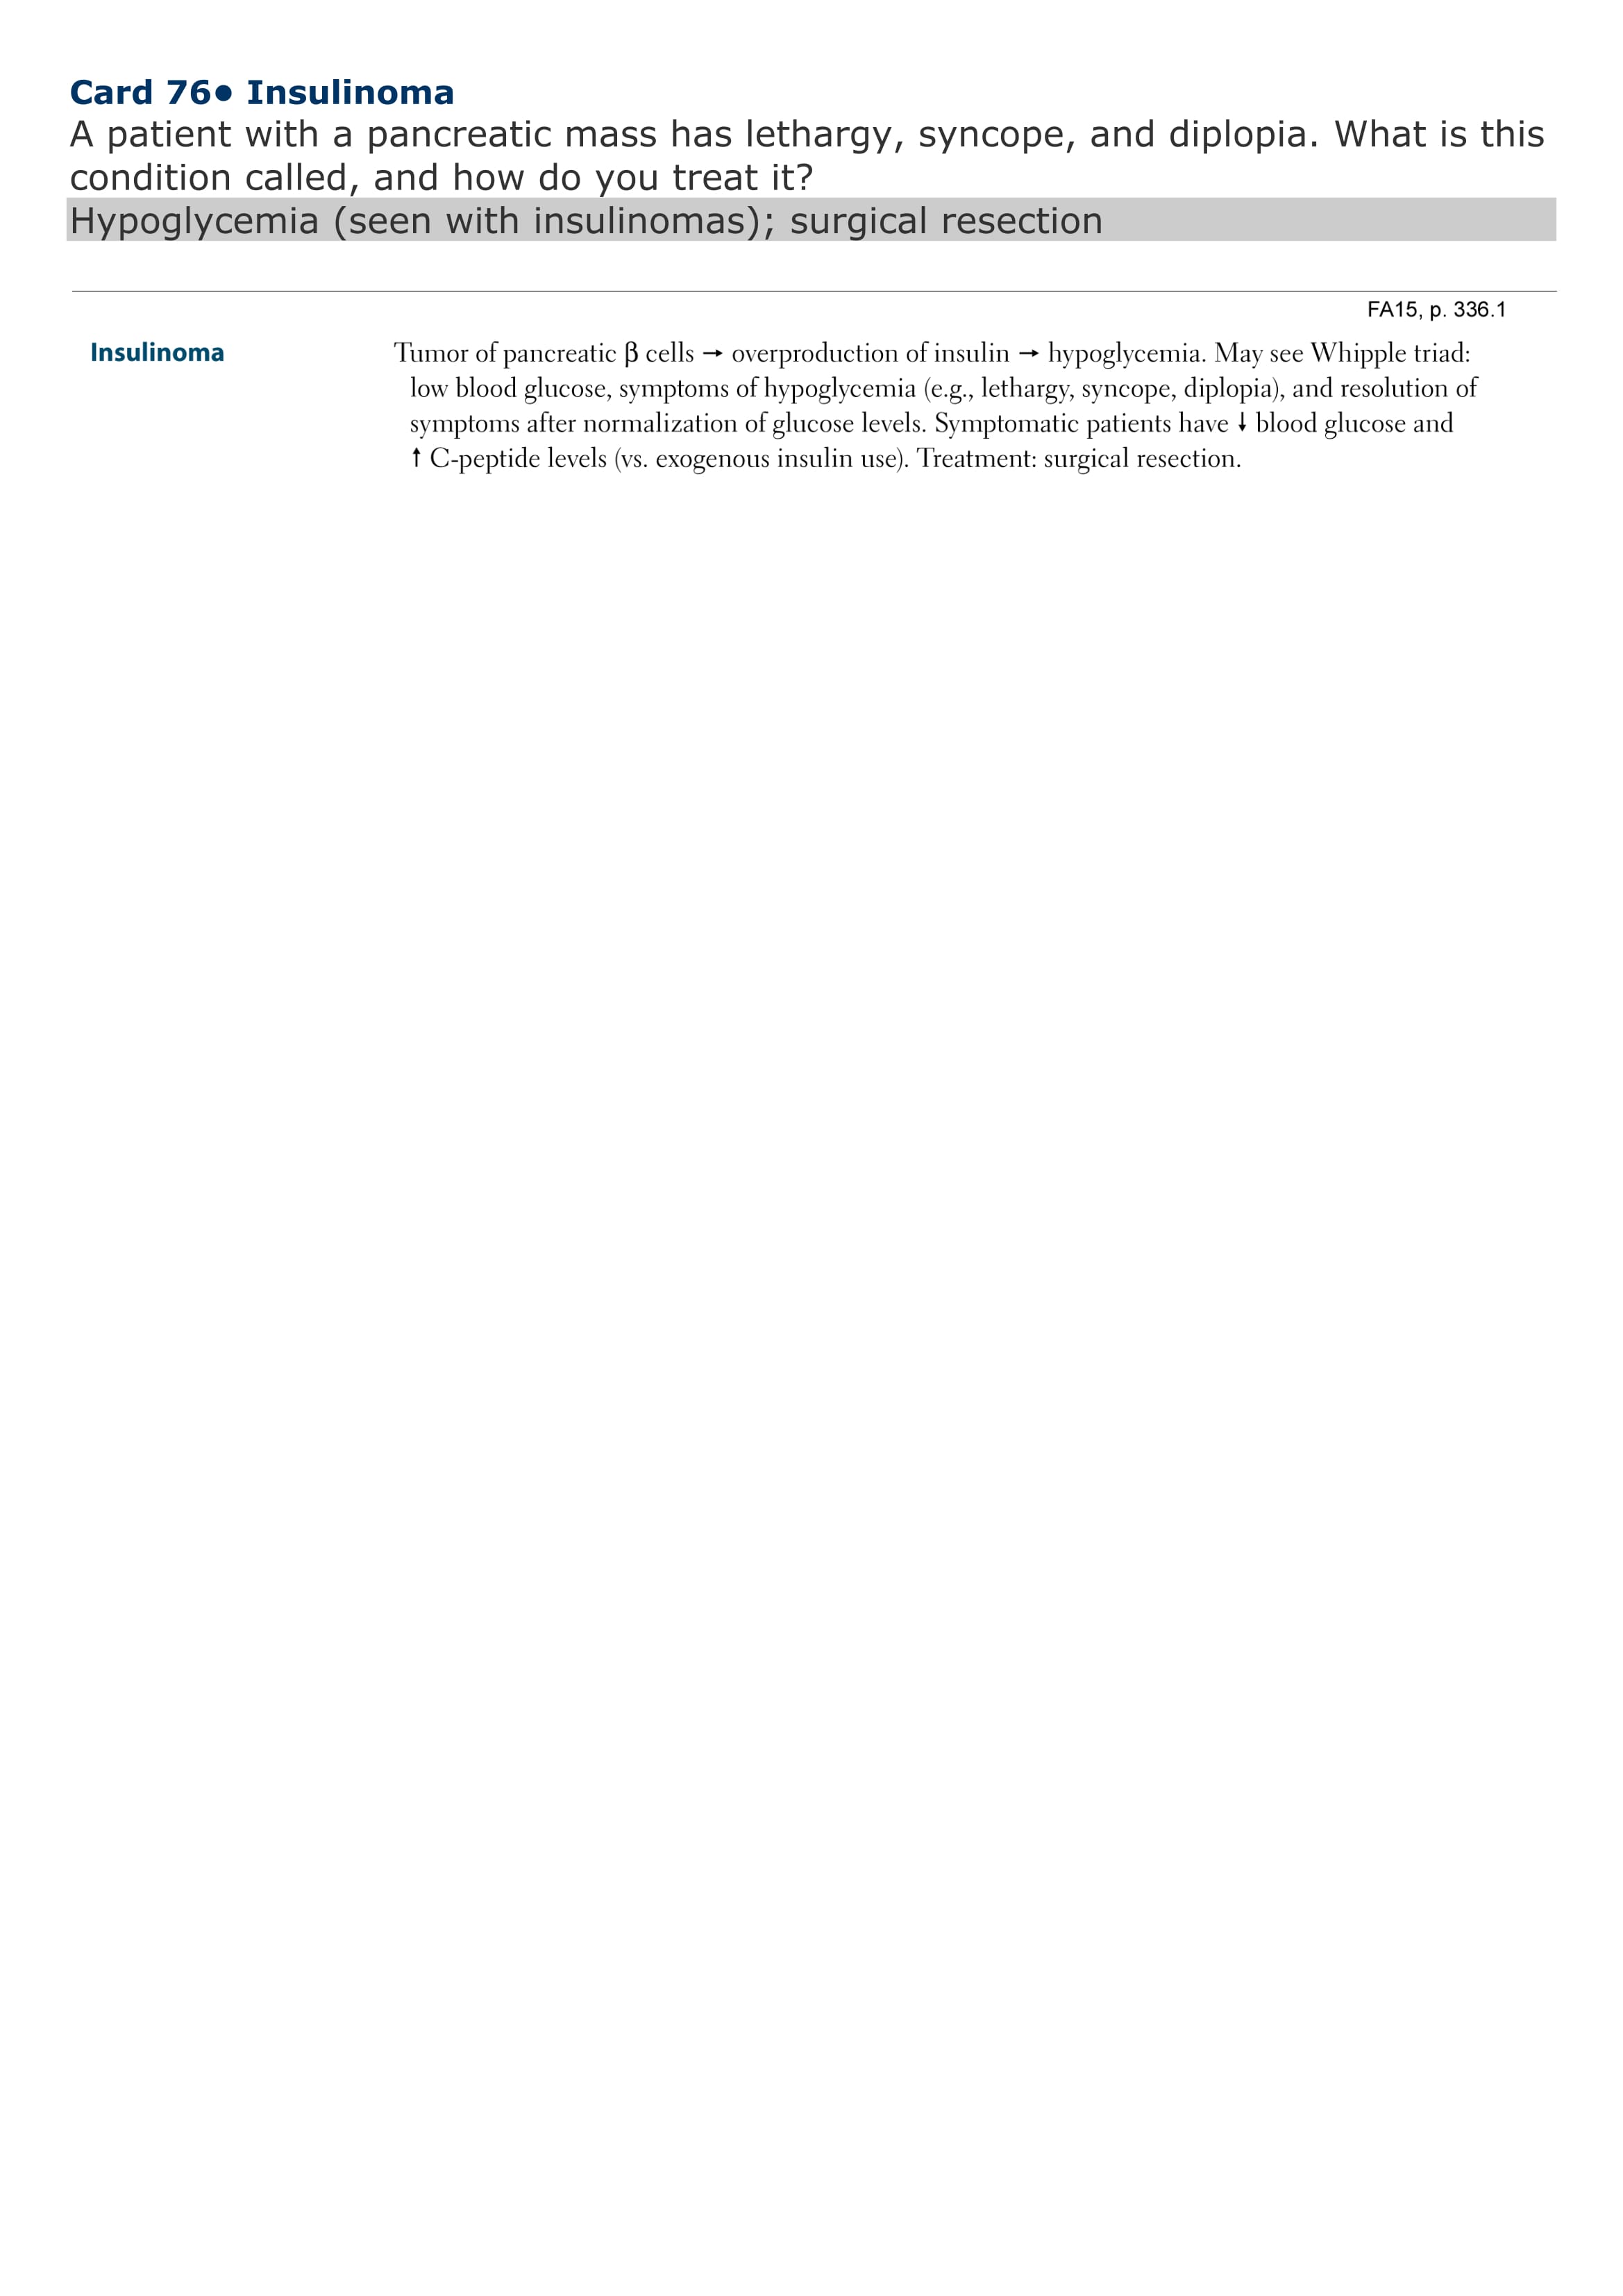 Card 76• Insulinoma
A patient with a pancreatic mass has lethargy, syncope, and diplopia. What is this
condition called, and how do you treat it?
Hypoglycemia (seen with insulinomas); surgical resection
FA15, p. 336.1
Insulinoma
Tumor of pancreatic β cells → overproduction of insulin → hypoglycemia. May see Whipple triad:
low blood glucose, symptoms of hypoglycemia (e.g., lethargy, syncope, diplopia), and resolution of
symptoms after normalization of glucose levels. Symptomatic patients have ↓ blood glucose and
↑ C-peptide levels (vs. exogenous insulin use). Treatment: surgical resection.